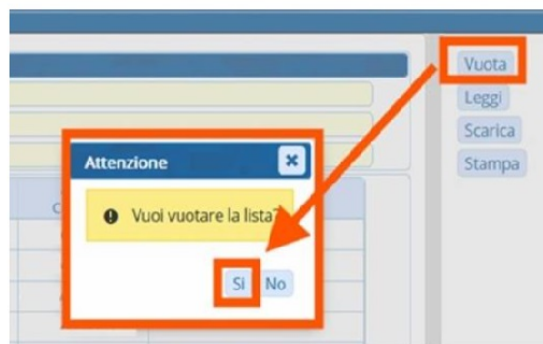 Vuota
Leggi
Scarica
Stampa
Attenzione
Vuoi vuotare la lista?
Si No